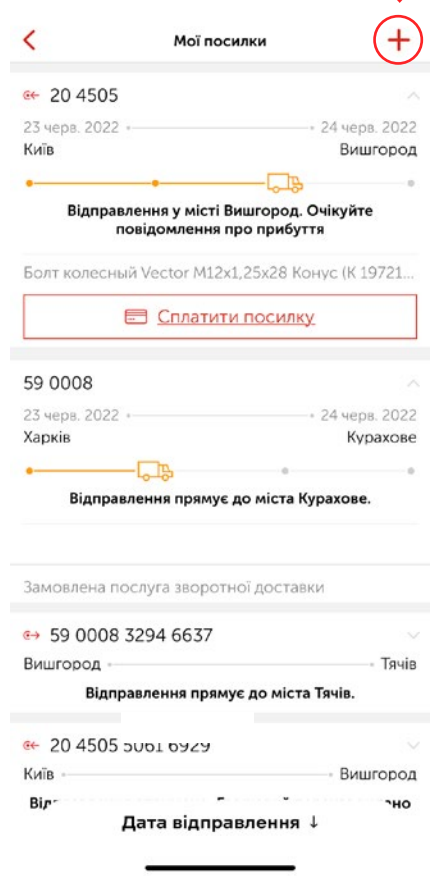 Мої посилки
20 4505
23 черв. 2022 24 черв. 2022
Київ Вишгород
Відправлення у місті Вишгород. Очікуйте
повідомлення про прибуття
Болт колесный Vector M12x1,25x28 Конус (K 19721...
Сплатити посилку
59 0008
23 черв. 2022 24 черв. 2022
Харків Курахове
Відправлення прямує до міста Курахове.
Замовлена послуга зворотної доставки
59 0008 3294 6637
Вишгород Тячів
Відправлення прямує до міста Тячів.
20 4505 5061 6929
Київ Вишгород
Дата відправлення ↓